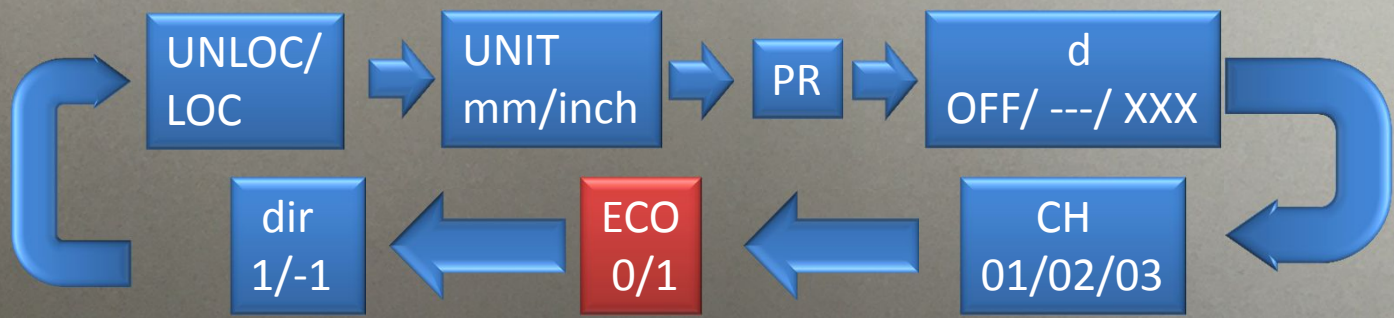 UNLOC/
LOC
UNIT
mm/inch
PR
d
OFF/ ---/ XXX
CH
01/02/03
ECO
0/1
dir
1/-1